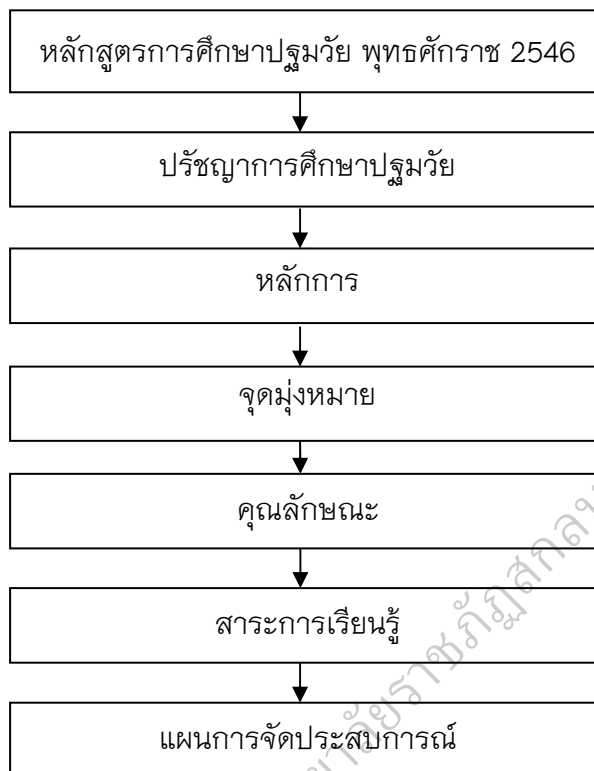 หลักสูตรการศึกษาปฐมวัย พุทธศักราช 2546
ปรัชญาการศึกษาปฐมวัย
หลักการ
จุดมุ่งหมาย
คุณลักษณะ
สาระการเรียนรู้
แผนการจัดประสบการณ์